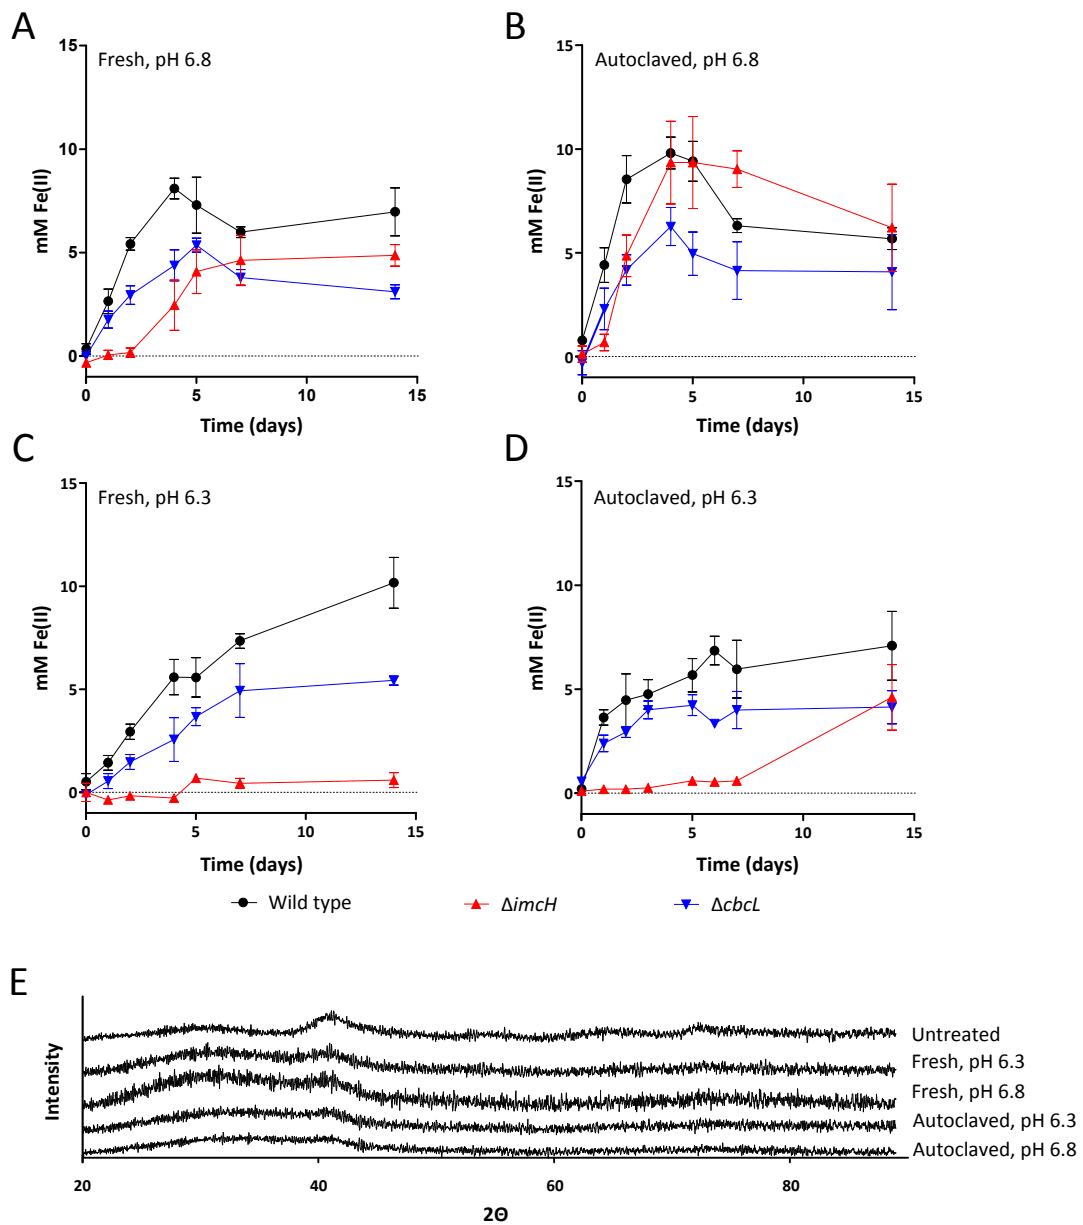 A
B
Fresh, pH 6.8
Autoclaved, pH 6.8
15
10
5
0
mM Fe(II)
0 5 10 15
Time (days)
15
10
5
0
mM Fe(II)
0 5 10 15
Time (days)
C
D
Fresh, pH 6.3
Autoclaved, pH 6.3
15
10
5
0
mM Fe(II)
0 5 10 15
Time (days)
15
10
5
0
mM Fe(II)
0 5 10 15
Time (days)
Wild type
ΔimcH
ΔcbcL
E
Intensity
Untreated
Fresh, pH 6.3
Fresh, pH 6.8
Autoclaved, pH 6.3
Autoclaved, pH 6.8
20 40 60 80
2Θ